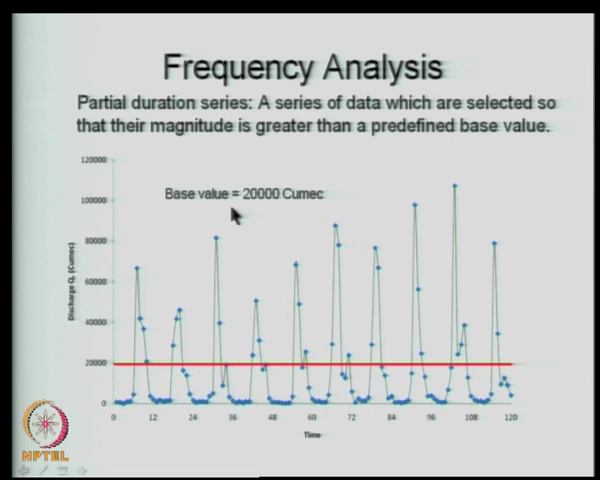 Frequency Analysis
Partial duration series: A series of data which are selected so
that their magnitude is greater than a predefined base value.
120000
Base value = 20000 Cumec
100000
80000
60000
40000
20000
0
Discharge Q, (Cumec)
0 12 24 36 48 60 72 84 96 108 120
Time
NPTEL